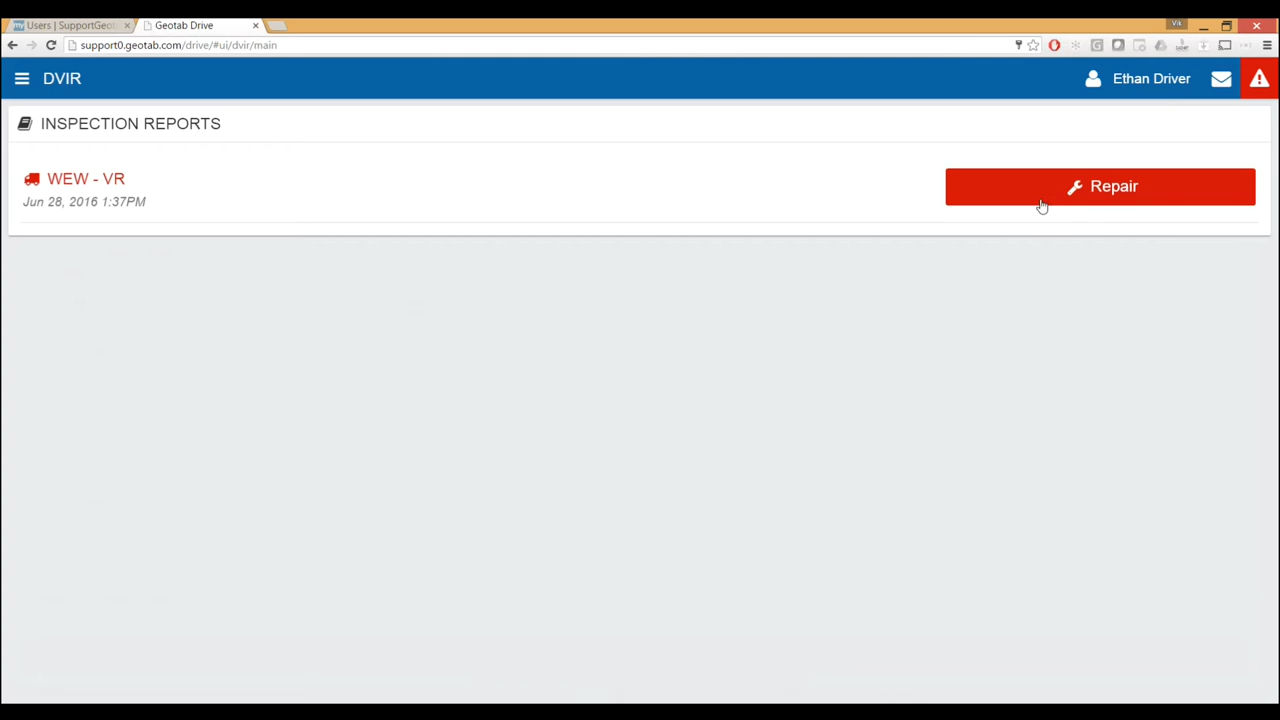 Users | SupportGeot
Geotab Drive
Vik
support0.geotab.com/drive/#ui/dvir/main
DVIR
Ethan Driver
INSPECTION REPORTS
WEW - VR
Repair
Jun 28, 2016 1:37PM